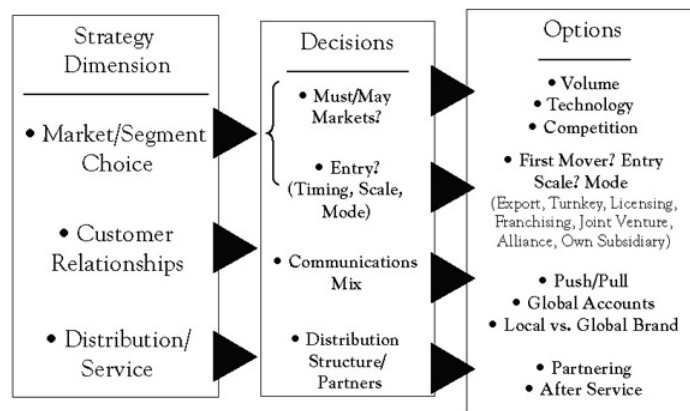 Strategy
Dimension
• Market/Segment
Choice
• Customer
Relationships
• Distribution/
Service
Decisions
• Must/May
Markets?
• Entry?
(Timing, Scale,
Mode)
• Communications
Mix
• Distribution
Structure/
Partners
Options
• Volume
• Technology
• Competition
• First Mover? Entry
Scale? Mode
(Export, Turnkey, Licensing,
Franchising, Joint Venture,
Alliance, Own Subsidiary)
• Push/Pull
• Global Accounts
• Local vs. Global Brand
• Partnering
• After Service